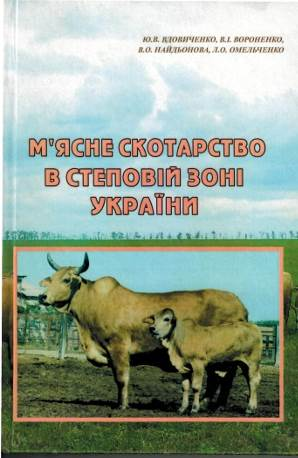 Ю.В. ВДОВИЧЕНКО, В.І. ВОРОНЕНКО,
В.О. НАЙДЬОНОВА, Л.О. ОМЕЛЬЧЕНКО
М'ЯСНЕ СКОТАРСТВО
В СТЕПОВІЙ ЗОНІ
УКРАЇНИ